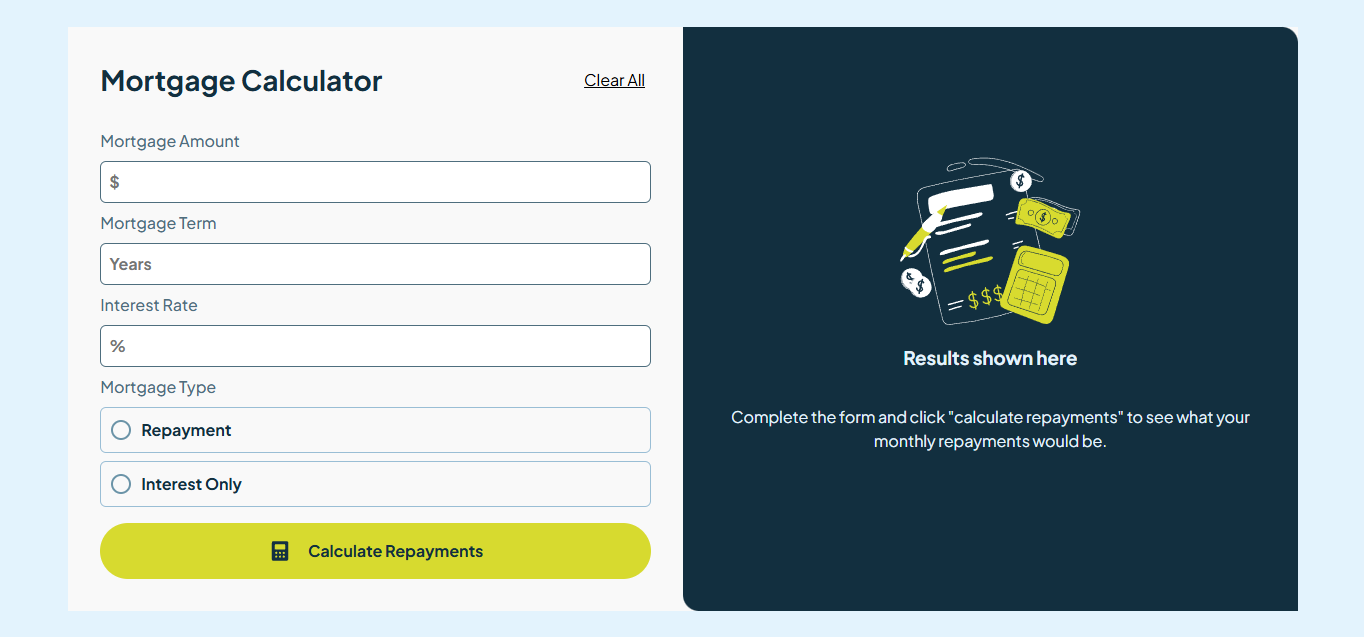 Mortgage Calculator
Clear All
Mortgage Amount
$
Mortgage Term
Years
Interest Rate
%
Mortgage Type
Repayment
Interest Only
Calculate Repayments
$
$
$
$
$$$
Results shown here
Complete the form and click "calculate repayments" to see what your
monthly repayments would be.